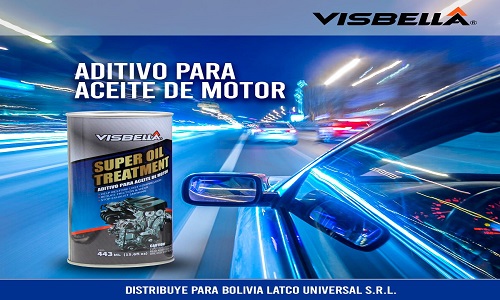 VISBELLA®
ADITIVO PARA
ACEITE DE MOTOR
VISBELLA
SUPER OIL
TREATMENT
ADITIVO PARA ACEITE DE MOTOR
443 ML.
DISTRIBUYE PARA BOLIVIA LATCO UNIVERSAL S.R.L.